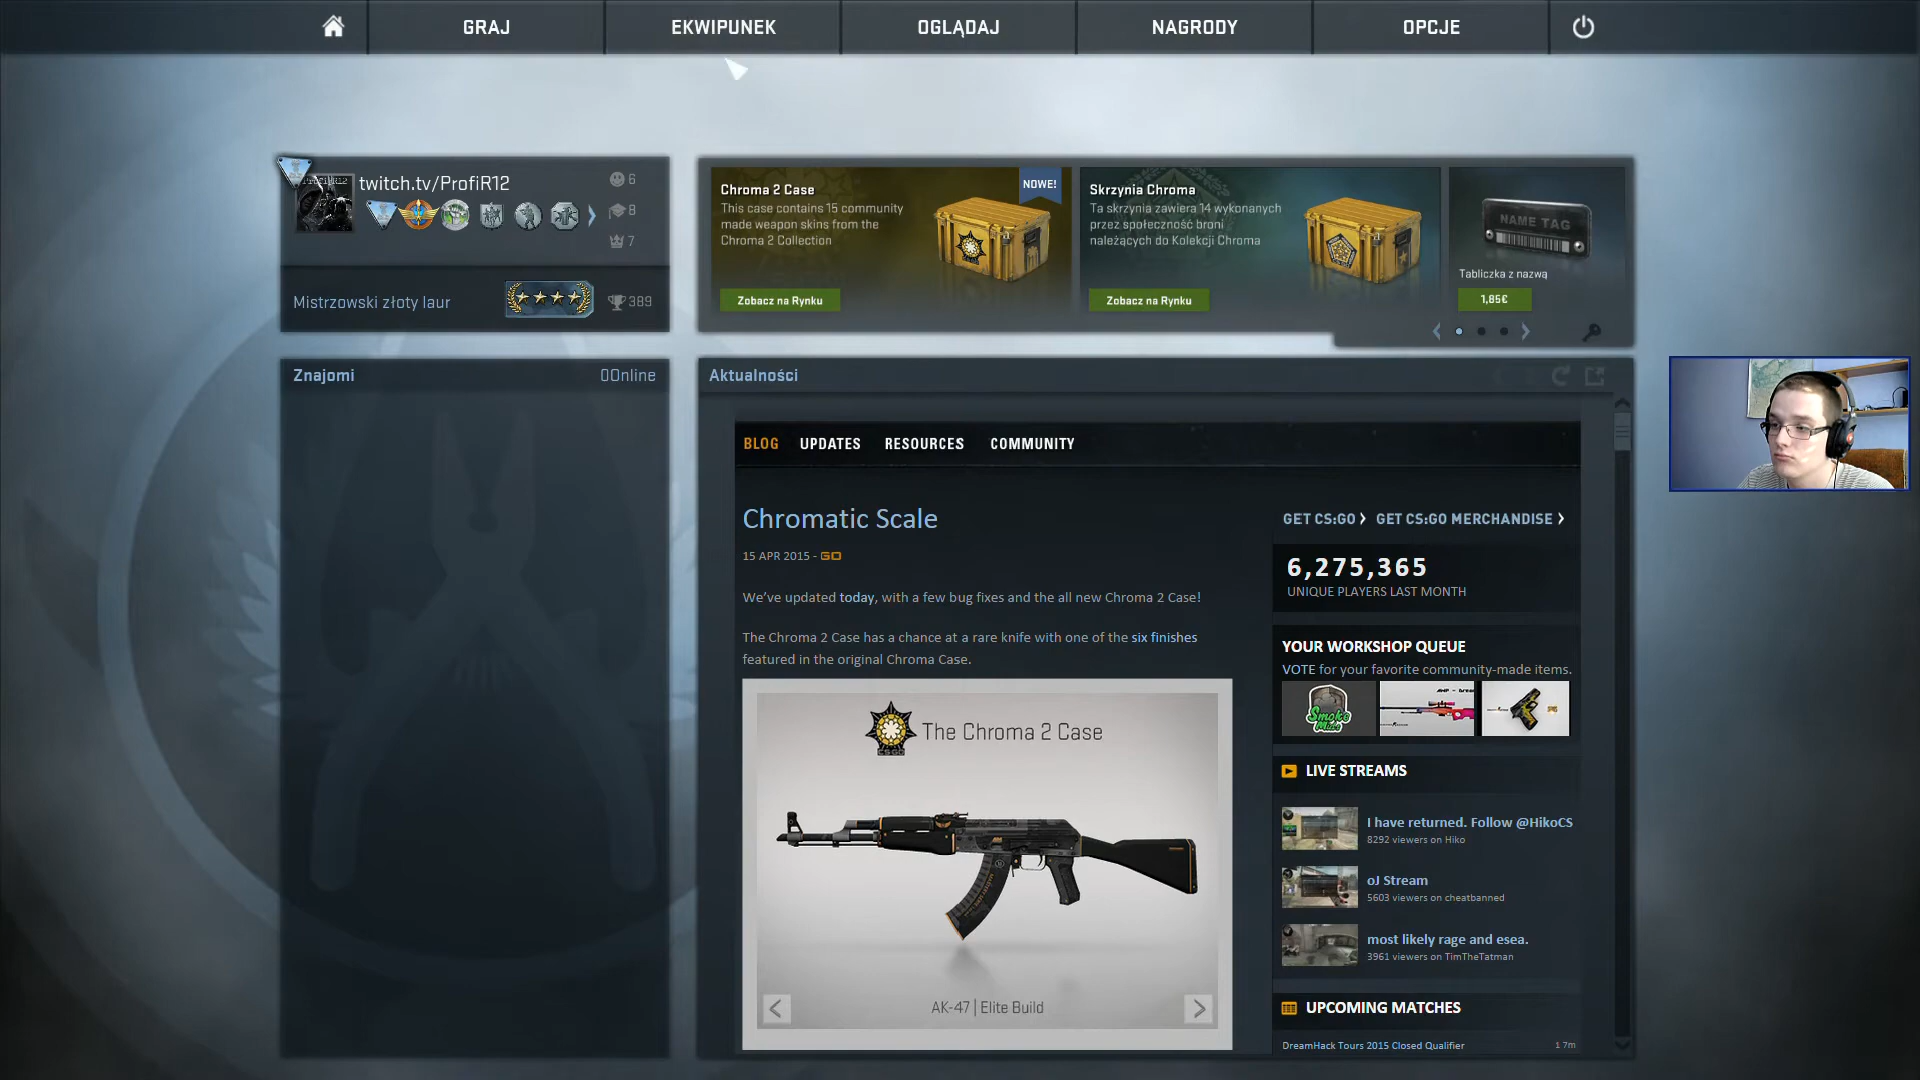 GRAJ
EKWIPUNEK
OGLĄDAJ
NAGRODY
OPCJE
twitch.tv/ProfiR12
6
8
7
Mistrzowski złoty laur
389
Chroma 2 Case
NOWE!
This case contains 15 community
made weapon skins from the
Chroma 2 Collection
Zobacz na Rynku
Skrzynia Chroma
Ta skrzynia zawiera 14 wykonanych
przez społeczność broni
należących do Kolekcji Chroma
Zobacz na Rynku
NAME TAG
Tabliczka z nazwą
1,85€
Znajomi
0Online
Aktualności
BLOG UPDATES RESOURCES COMMUNITY
Chromatic Scale
15 APR 2015 - GO
We've updated today, with a few bug fixes and the all new Chroma 2 Case!
The Chroma 2 Case has a chance at a rare knife with one of the six finishes
featured in the original Chroma Case.
The Chroma 2 Case
AK-47 | Elite Build
GET CS:GO GET CS:GO MERCHANDISE
6,275,365
UNIQUE PLAYERS LAST MONTH
YOUR WORKSHOP QUEUE
VOTE for your favorite community-made items.
LIVE STREAMS
I have returned. Follow @HikoCS
8292 viewers on Hiko
oJ Stream
5603 viewers on cheatbanned
most likely rage and esea.
3961 viewers on TimTheTatman
UPCOMING MATCHES
DreamHack Tours 2015 Closed Qualifier
17m